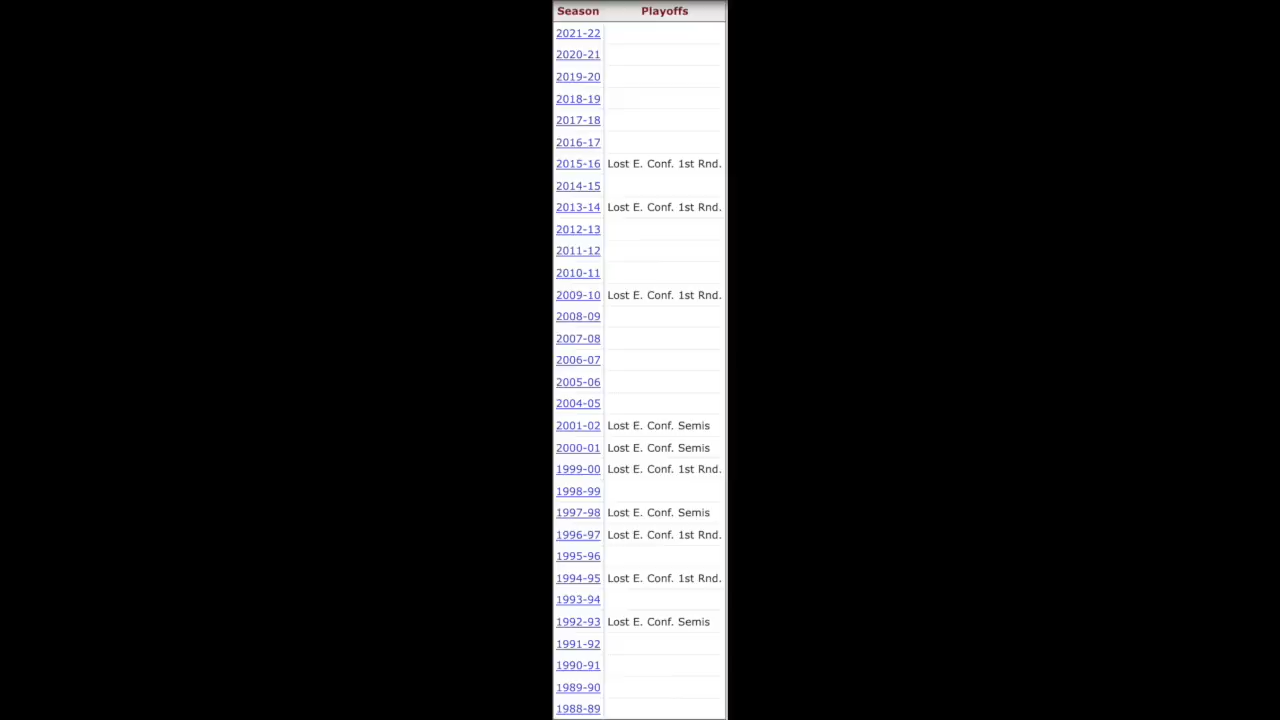 Season Playoffs
2021-22
2020-21
2019-20
2018-19
2017-18
2016-17
2015-16 Lost E. Conf. 1st Rnd.
2014-15
2013-14 Lost E. Conf. 1st Rnd.
2012-13
2011-12
2010-11
2009-10 Lost E. Conf. 1st Rnd.
2008-09
2007-08
2006-07
2005-06
2004-05
2001-02 Lost E. Conf. Semis
2000-01 Lost E. Conf. Semis
1999-00 Lost E. Conf. 1st Rnd.
1998-99
1997-98 Lost E. Conf. Semis
1996-97 Lost E. Conf. 1st Rnd.
1995-96
1994-95 Lost E. Conf. 1st Rnd.
1993-94
1992-93 Lost E. Conf. Semis
1991-92
1990-91
1989-90
1988-89